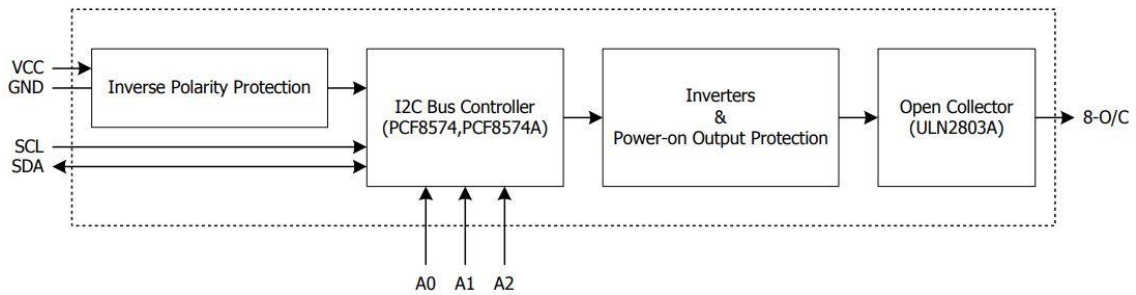 VCC
GND
Inverse Polarity Protection
SCL
SDA
I2C Bus Controller
(PCF8574,PCF8574A)
Inverters
&
Power-on Output Protection
Open Collector
(ULN2803A)
8-O/C
A0
A1
A2